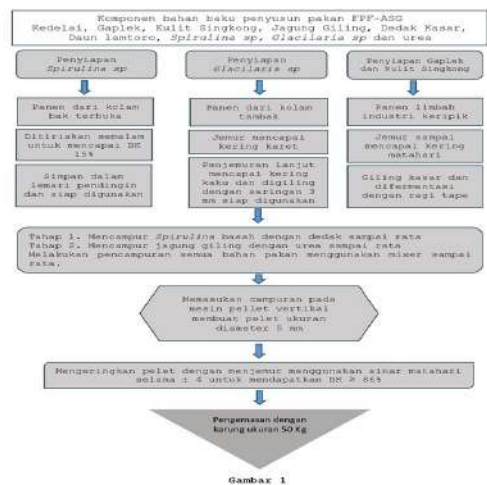 Komponen bahan baku penyusun pakan FPF-ASG
Kedelai, Gaplek, Kulit Singkong, Jagung Giling, Dedak Kasar,
Daun lamtoro, Spirulina sp, Glacilaria sp dan urea
Penyiapan
Spirulina sp
Penyiapan
Glacilaria sp
Penyiapan Gaplek
dan Kulit Singkong
Panen dari kolam
bak terbuka
Ditiriskan semalam
untuk mencapai BK
15%
Simpan dalam
lemari pendingin
dan siap digunakan
Panen dari kolam
tambak
Jemur mencapai
kering karet
Penjemuran lanjut
mencapai kering
kaku dan digiling
dengan saringan 3
mm siap digunakan
Panen limbah
industri keripik
Jemur sampai
mencapai kering
matahari
Giling kasar dan
difermentasi
dengan ragi tape
Tahap 1. Mencampur Spirulina basah dengan dedak sampai rata
Tahap 2. Mencampur jagung giling dengan urea sampai rata
Melakukan pencampuran semua bahan pakan menggunakan mixer sampai
rata.
Memasukan campuran pada
mesin pellet vertikal
membuat pelet ukuran
diameter 5 mm
Mengeringkan pelet dengan menjemur menggunakan sinar matahari
selama ± 4 untuk mendapatkan BK ≥ 86%
Pengemasan dengan
karung ukuran 50 Kg
Gambar 1